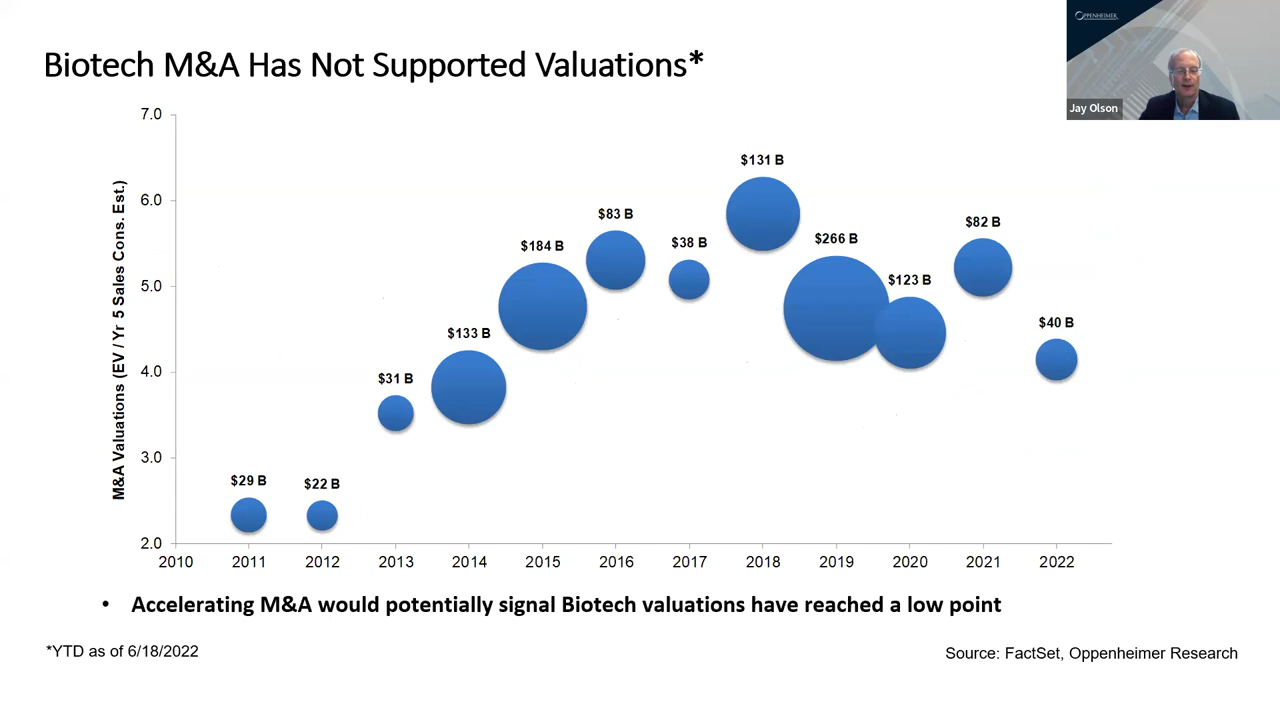 Biotech M&A Has Not Supported Valuations*
OPPENHEIMER
Jay Olson
M&A Valuations (EV / Yr 5 Sales Cons. Est.)
7.0
6.0
5.0
4.0
3.0
2.0
$29 B
$22 B
$31 B
$133 B
$184 B
$83 B
$38 B
$131 B
$266 B
$123 B
$82 B
$40 B
2010 2011 2012 2013 2014 2015 2016 2017 2018 2019 2020 2021 2022
• Accelerating M&A would potentially signal Biotech valuations have reached a low point
*YTD as of 6/18/2022
Source: FactSet, Oppenheimer Research